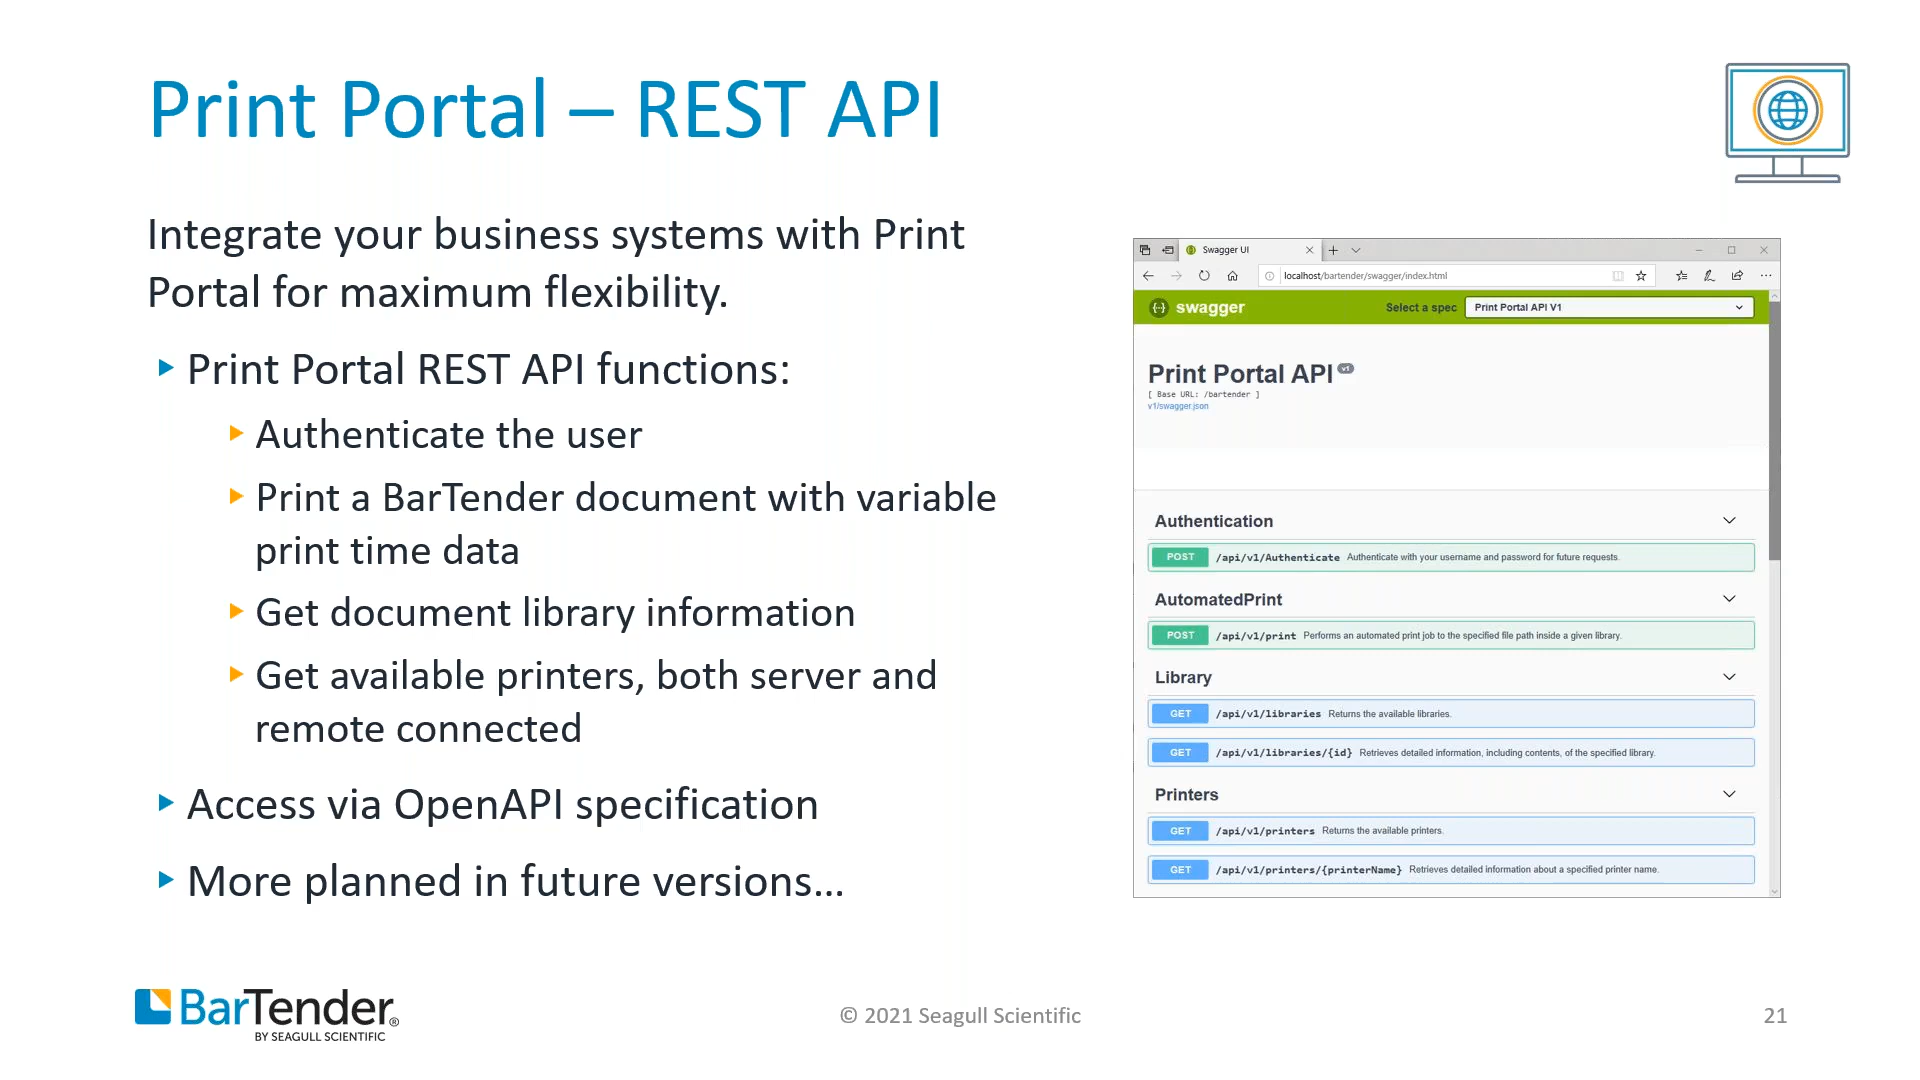 Print Portal – REST API
Integrate your business systems with Print
Portal for maximum flexibility.
Print Portal REST API functions:
Authenticate the user
Print a BarTender document with variable
print time data
Get document library information
Get available printers, both server and
remote connected
Access via OpenAPI specification
More planned in future versions...
Swagger UI
localhost/bartender/swagger/index.html
{··} swagger
Select a spec Print Portal API V1
Print Portal API v1
[ Base URL: /bartender ]
v1/swagger.json
Authentication
POST /api/v1/Authenticate Authenticate with your username and password for future requests.
AutomatedPrint
POST /api/v1/print Performs an automated print job to the specified file path inside a given library.
Library
GET /api/v1/libraries Returns the available libraries.
GET /api/v1/libraries/{id} Retrieves detailed information, including contents, of the specified library.
Printers
GET /api/v1/printers Returns the available printers.
GET /api/v1/printers/{printerName} Retrieves detailed information about a specified printer name.
BarTender®
BY SEAGULL SCIENTIFIC
© 2021 Seagull Scientific
21